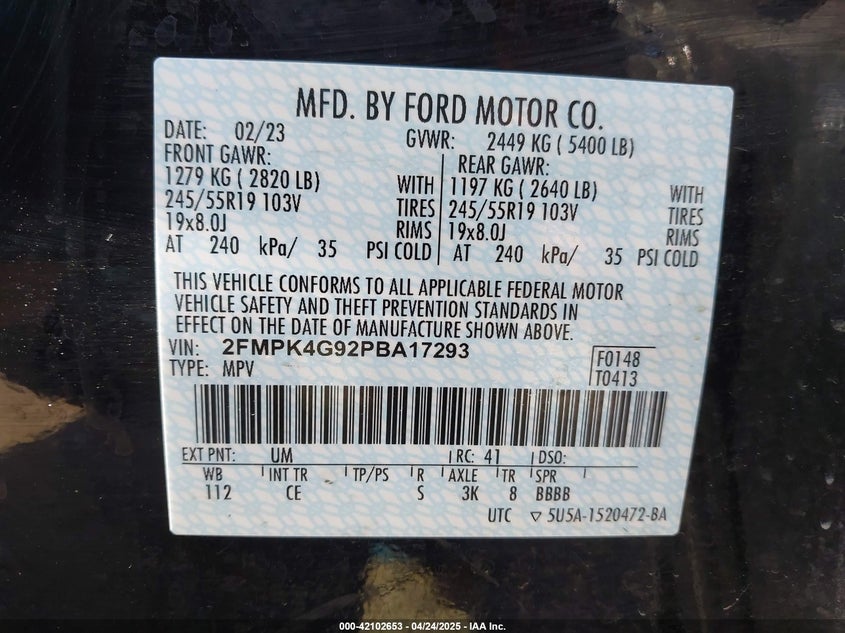 MFD. BY FORD MOTOR CO.
DATE: 02/23 GVWR: 2449 KG ( 5400 LB)
FRONT GAWR: REAR GAWR:
1279 KG ( 2820 LB) WITH 1197 KG ( 2640 LB) WITH
245/55R19 103V TIRES 245/55R19 103V TIRES
19x8.0J RIMS 19x8.0J RIMS
AT 240 kPa/ 35 PSI COLD AT 240 kPa/ 35 PSI COLD
THIS VEHICLE CONFORMS TO ALL APPLICABLE FEDERAL MOTOR
VEHICLE SAFETY AND THEFT PREVENTION STANDARDS IN
EFFECT ON THE DATE OF MANUFACTURE SHOWN ABOVE.
VIN: 2FMPK4G92PBA17293 F0148
TYPE: MPV T0413
EXT PNT: UM RC: 41 DSO:
WB INT TR TP/PS R AXLE TR SPR
112 CE S 3K 8 BBBB
UTC ▽ 5U5A-1520472-BA
000-42102653 - 04/24/2025 - IAA Inc.